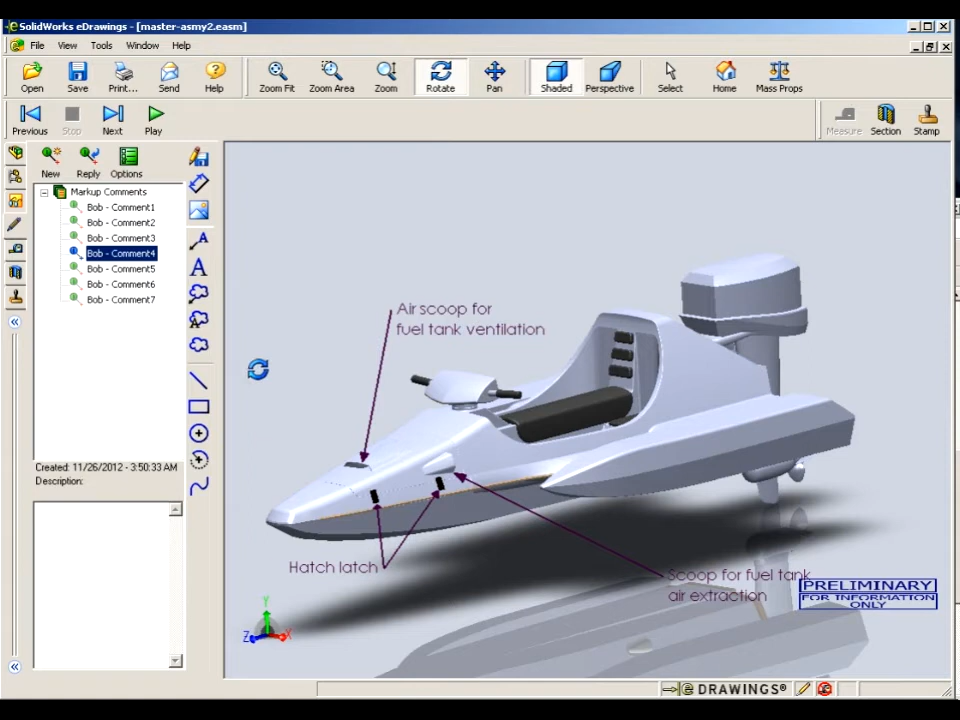 SolidWorks eDrawings - [master-asmy2.easm]
File View Tools Window Help
Open Save Print... Send Help Zoom Fit Zoom Area Zoom Rotate Pan Shaded Perspective Select Home Mass Props
Previous Stop Next Play Measure Section Stamp
New Reply Options
Markup Comments
Bob - Comment1
Bob - Comment2
Bob - Comment3
Bob - Comment4
Bob - Comment5
Bob - Comment6
Bob - Comment7
Created: 11/26/2012 - 3:50:33 AM
Description:
Air scoop for
fuel tank ventilation
Hatch latch
Scoop for fuel tank
air extraction
PRELIMINARY
FOR INFORMATION
ONLY
Y
Z X
e DRAWINGS®